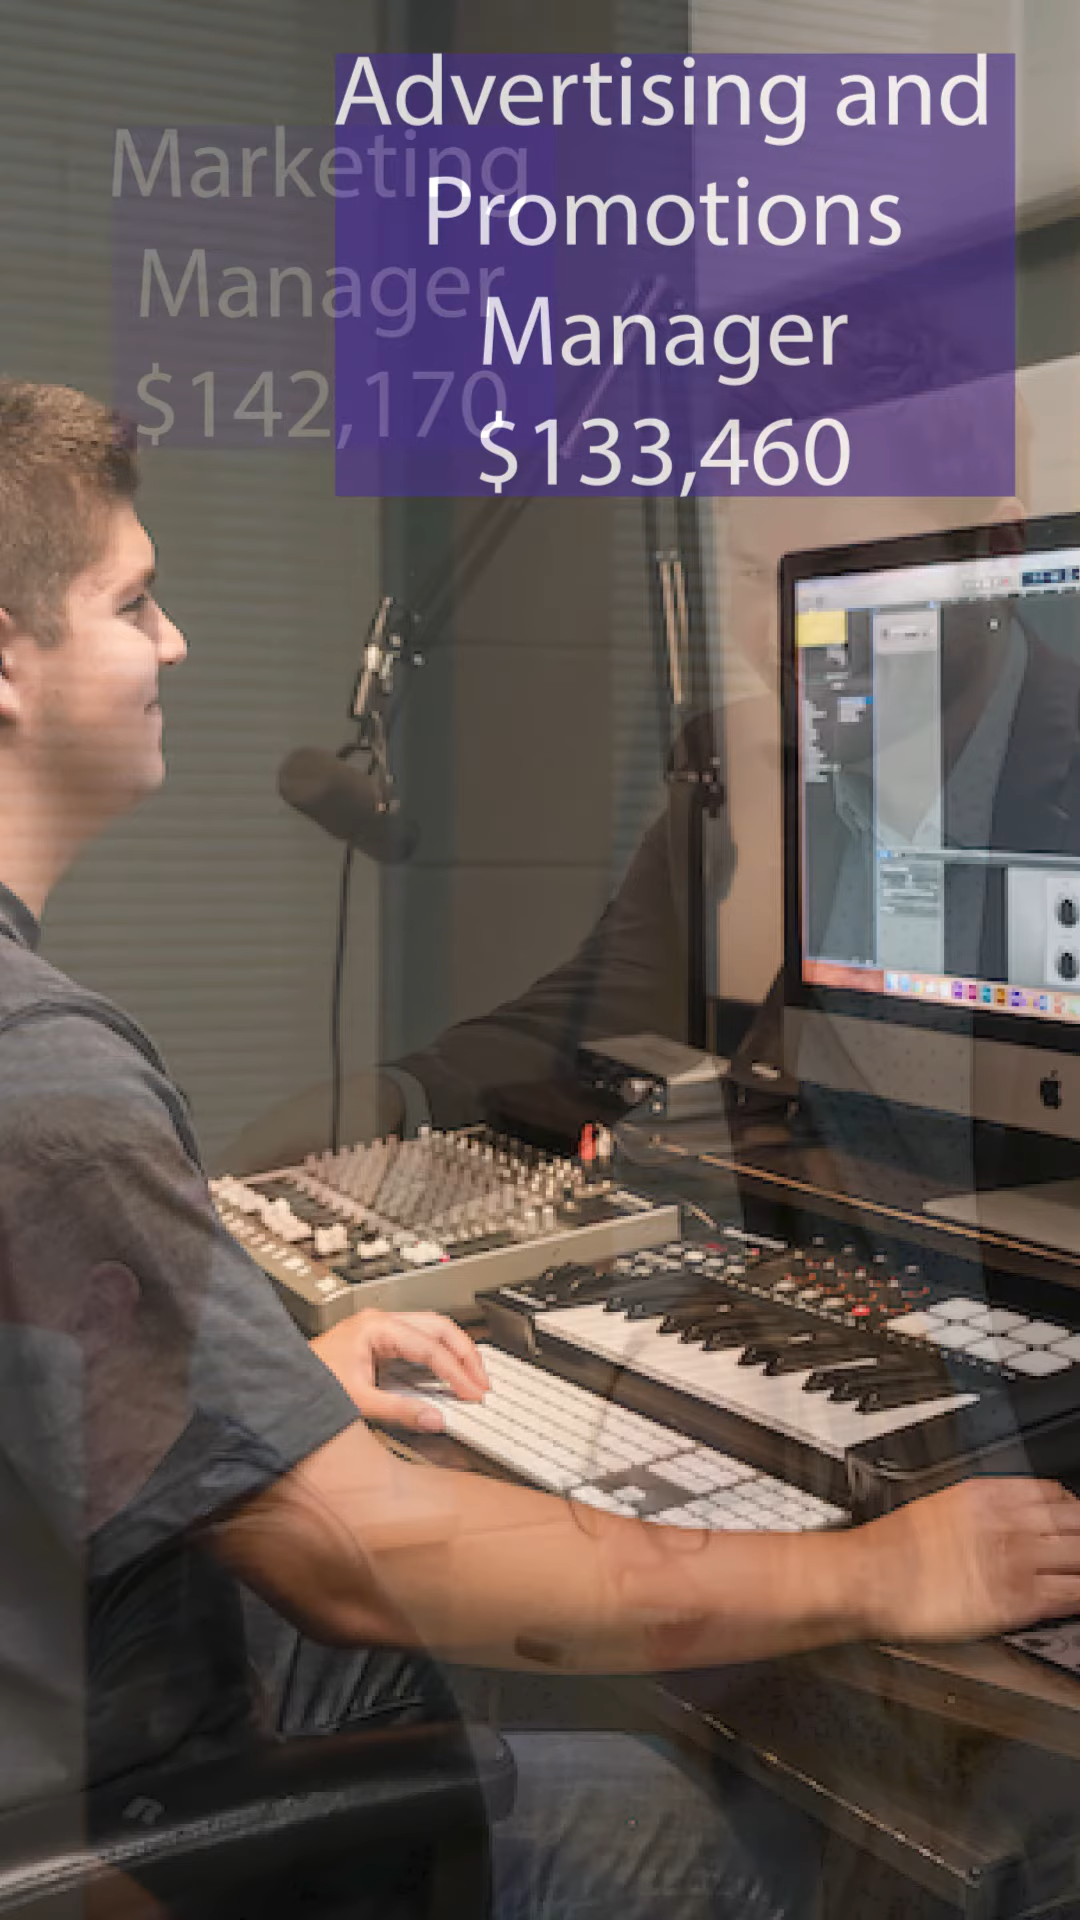 Advertising and
Promotions
Manager
$133,460
Marketing
Manager
$142,170